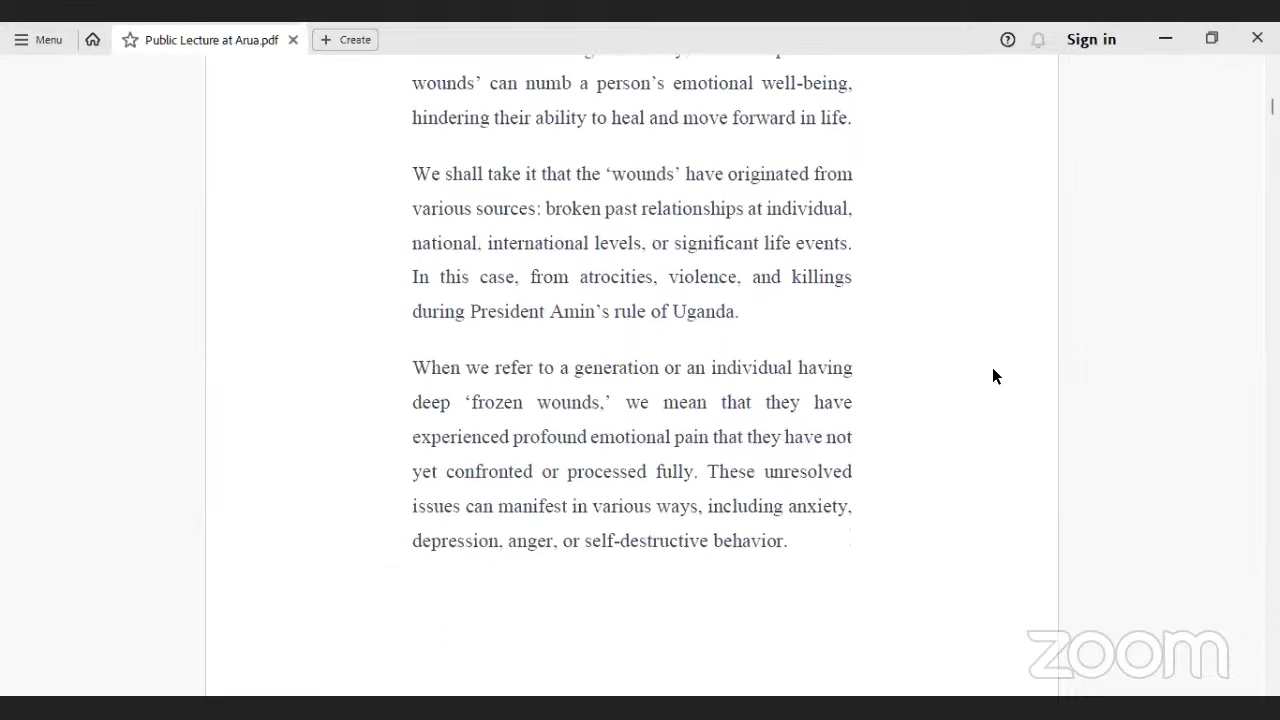 Menu
Public Lecture at Arua.pdf
Create
Sign in
wounds’ can numb a person’s emotional well-being,
hindering their ability to heal and move forward in life.
We shall take it that the ‘wounds’ have originated from
various sources: broken past relationships at individual,
national, international levels, or significant life events.
In this case, from atrocities, violence, and killings
during President Amin’s rule of Uganda.
When we refer to a generation or an individual having
deep ‘frozen wounds,’ we mean that they have
experienced profound emotional pain that they have not
yet confronted or processed fully. These unresolved
issues can manifest in various ways, including anxiety,
depression, anger, or self-destructive behavior.
zoom